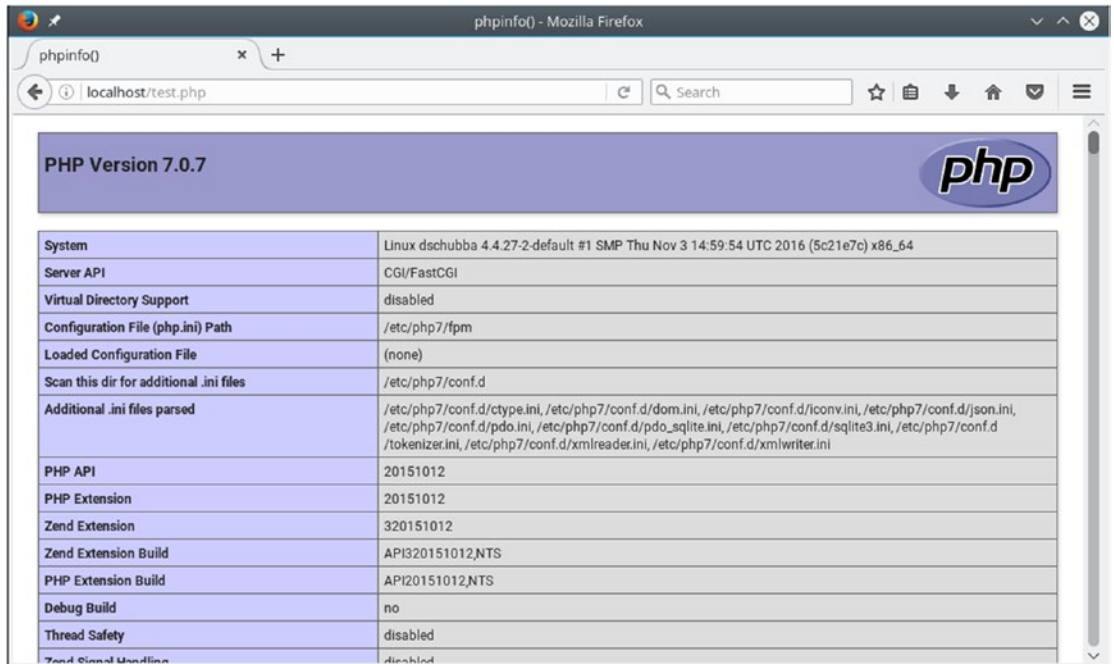 phpinfo() - Mozilla Firefox
phpinfo()
localhost/test.php
Search
PHP Version 7.0.7
php
System Linux dschubba 4.4.27-2-default #1 SMP Thu Nov 3 14:59:54 UTC 2016 (5c21e7c) x86_64
Server API CGI/FastCGI
Virtual Directory Support disabled
Configuration File (php.ini) Path /etc/php7/fpm
Loaded Configuration File (none)
Scan this dir for additional .ini files /etc/php7/conf.d
Additional .ini files parsed /etc/php7/conf.d/ctype.ini, /etc/php7/conf.d/dom.ini, /etc/php7/conf.d/iconv.ini, /etc/php7/conf.d/json.ini,
/etc/php7/conf.d/pdo.ini, /etc/php7/conf.d/pdo_sqlite.ini, /etc/php7/conf.d/sqlite3.ini, /etc/php7/conf.d
/tokenizer.ini, /etc/php7/conf.d/xmlreader.ini, /etc/php7/conf.d/xmlwriter.ini
PHP API 20151012
PHP Extension 20151012
Zend Extension 320151012
Zend Extension Build API320151012,NTS
PHP Extension Build API20151012,NTS
Debug Build no
Thread Safety disabled
Zend Signal Handling disabled